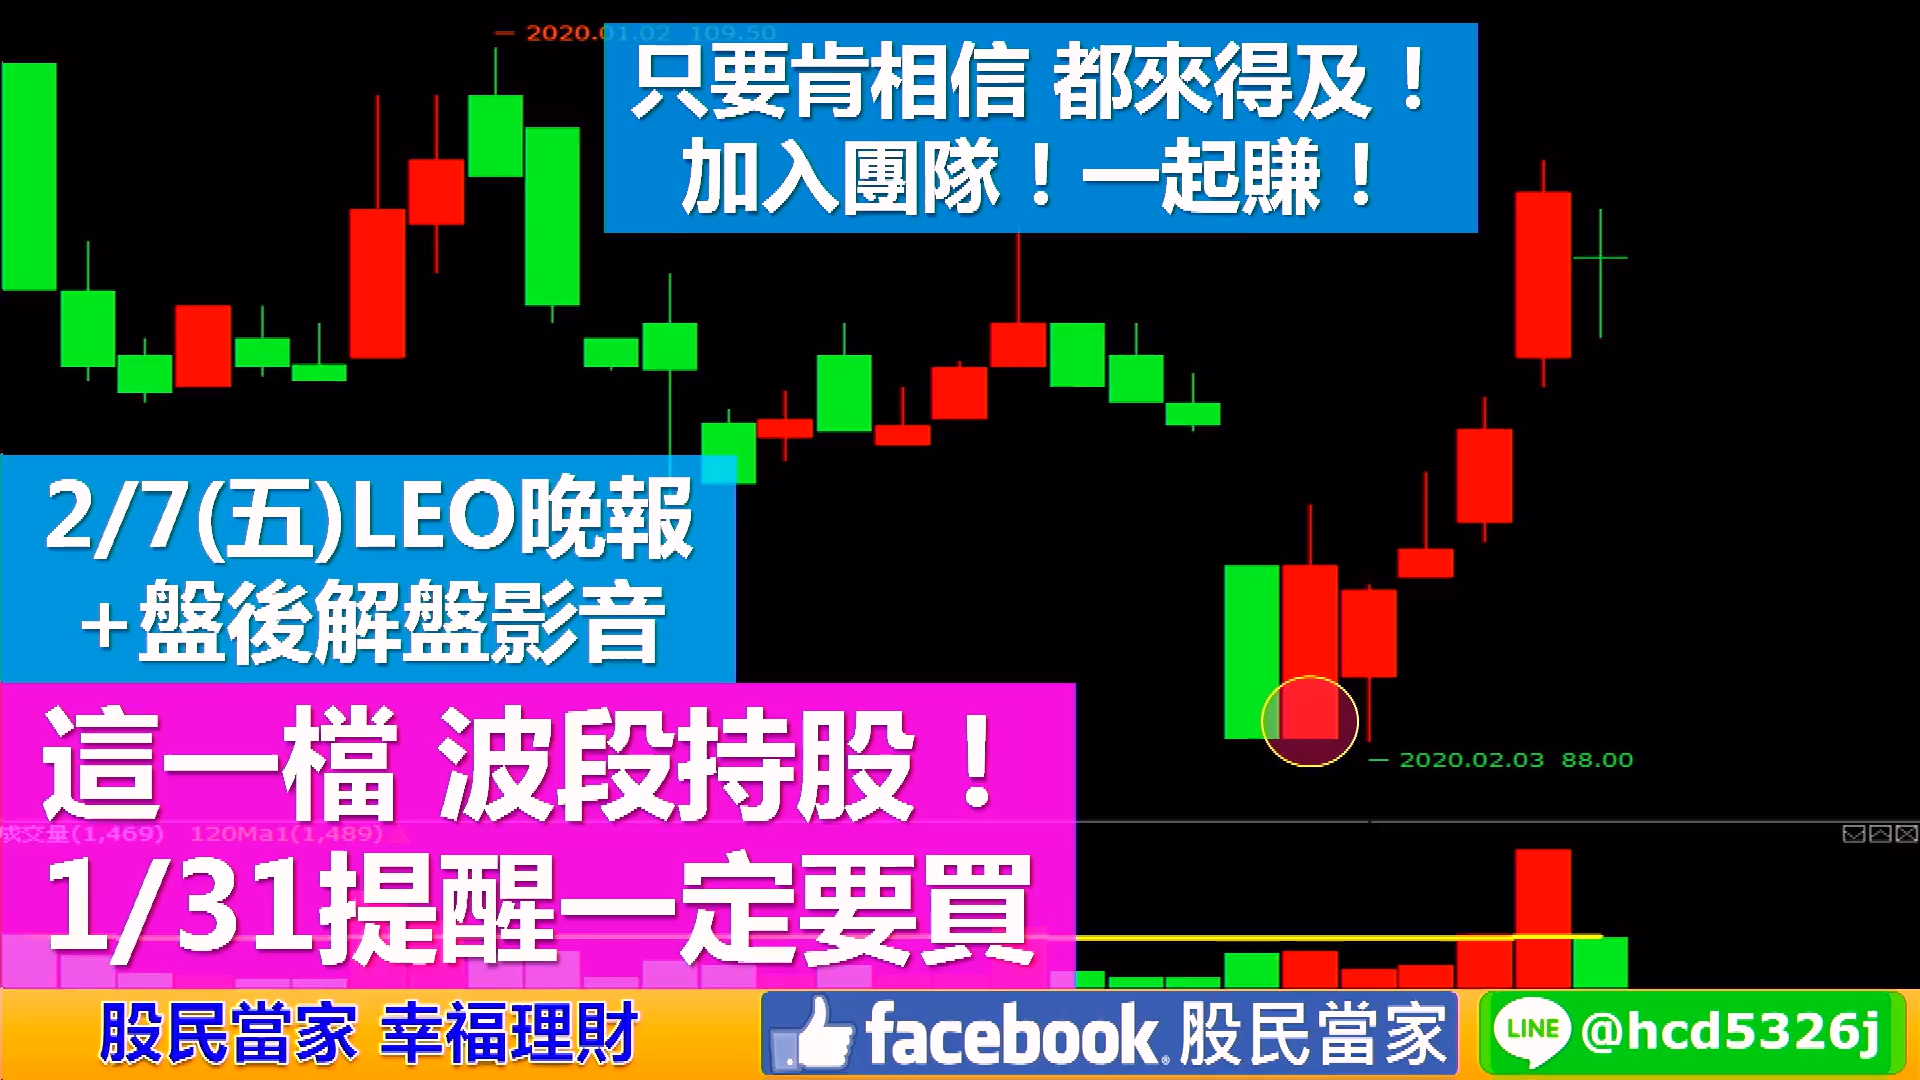 2020.01.02 109.50
只要肯相信 都來得及！
加入團隊！一起賺！
2/7(五)LEO晚報
+盤後解盤影音
這一檔 波段持股！
1/31提醒一定要買
2020.02.03 88.00
成交量(1,469) 120Ma1(1,489)
股民當家 幸福理財
facebook® 股民當家
LINE @hcd5326j